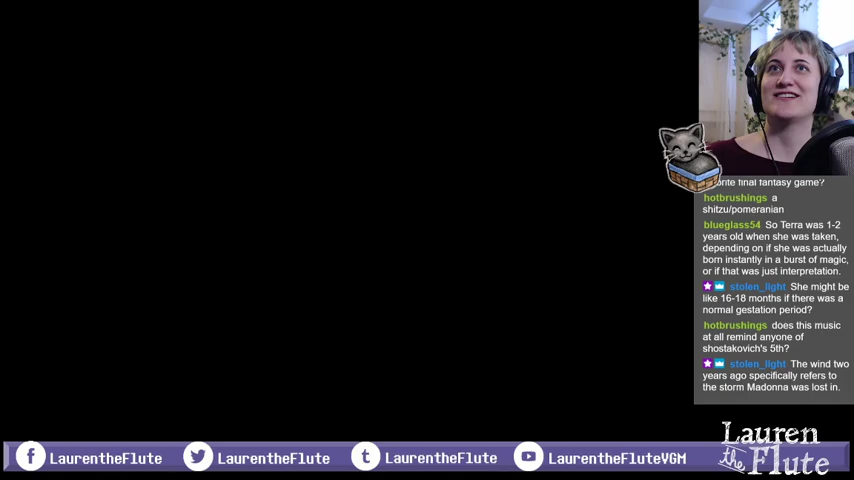 orite final fantasy game?
hotbrushings a
shitzu/pomeranian
blueglass54 So Terra was 1-2
years old when she was taken,
depending on if she was actually
born instantly in a burst of magic,
or if that was just interpretation.
stolen_light She might be
like 16-18 months if there was a
normal gestation period?
hotbrushings does this music
at all remind anyone of
shostakovich's 5th?
stolen_light The wind two
years ago specifically refers to
the storm Madonna was lost in.
Lauren
the Flute
LaurentheFlute
LaurentheFlute
LaurentheFlute
LaurentheFluteVGM